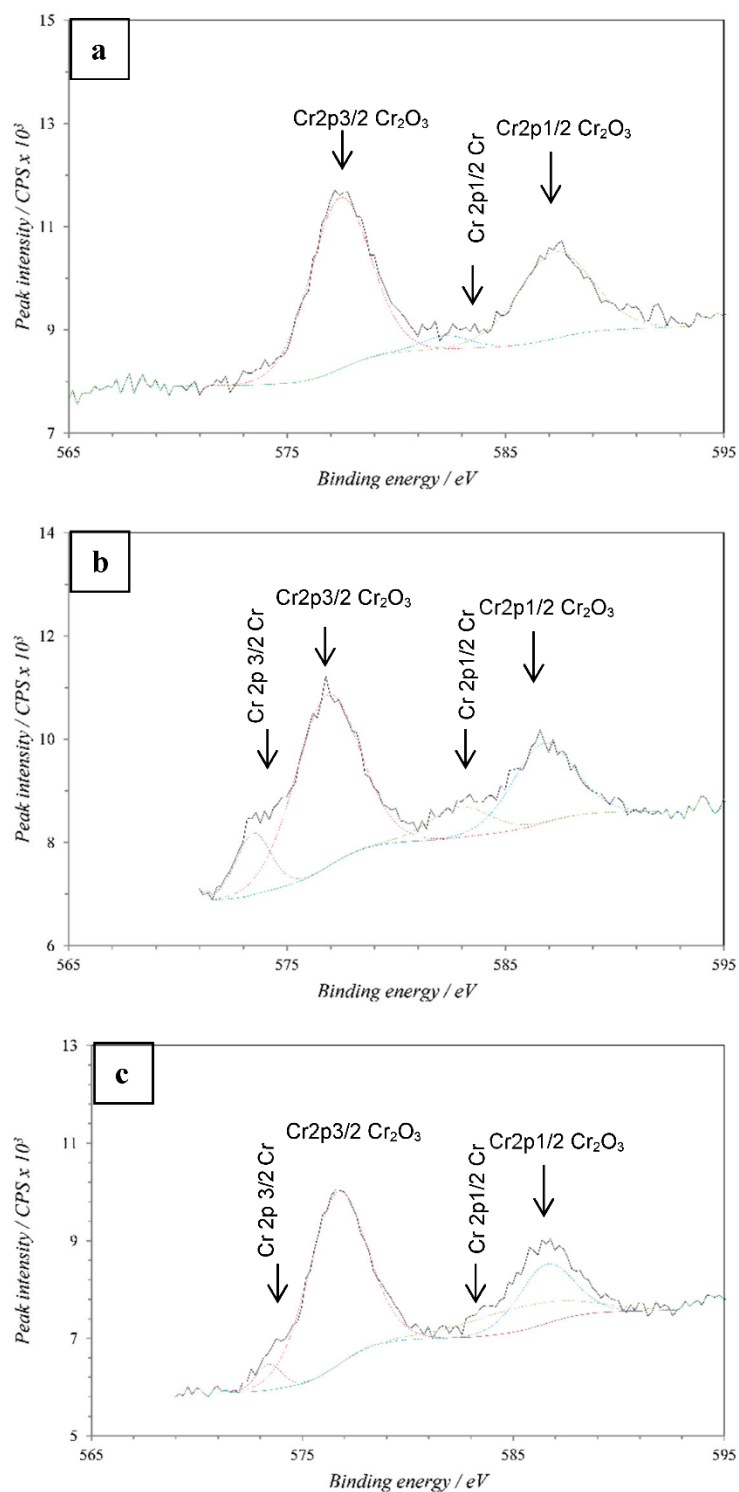 a
15
13
11
9
7
Peak intensity / CPS x 10³
Cr2p3/2 Cr₂O₃
Cr 2p1/2 Cr
Cr2p1/2 Cr₂O₃
565
575
585
595
Binding energy / eV
b
14
12
10
8
6
Peak intensity / CPS x 10³
Cr 2p 3/2 Cr
Cr2p3/2 Cr₂O₃
Cr 2p1/2 Cr
Cr2p1/2 Cr₂O₃
565
575
585
595
Binding energy / eV
c
13
11
9
7
5
Peak intensity / CPS x 10³
Cr 2p 3/2 Cr
Cr2p3/2 Cr₂O₃
Cr 2p1/2 Cr
Cr2p1/2 Cr₂O₃
565
575
585
595
Binding energy / eV